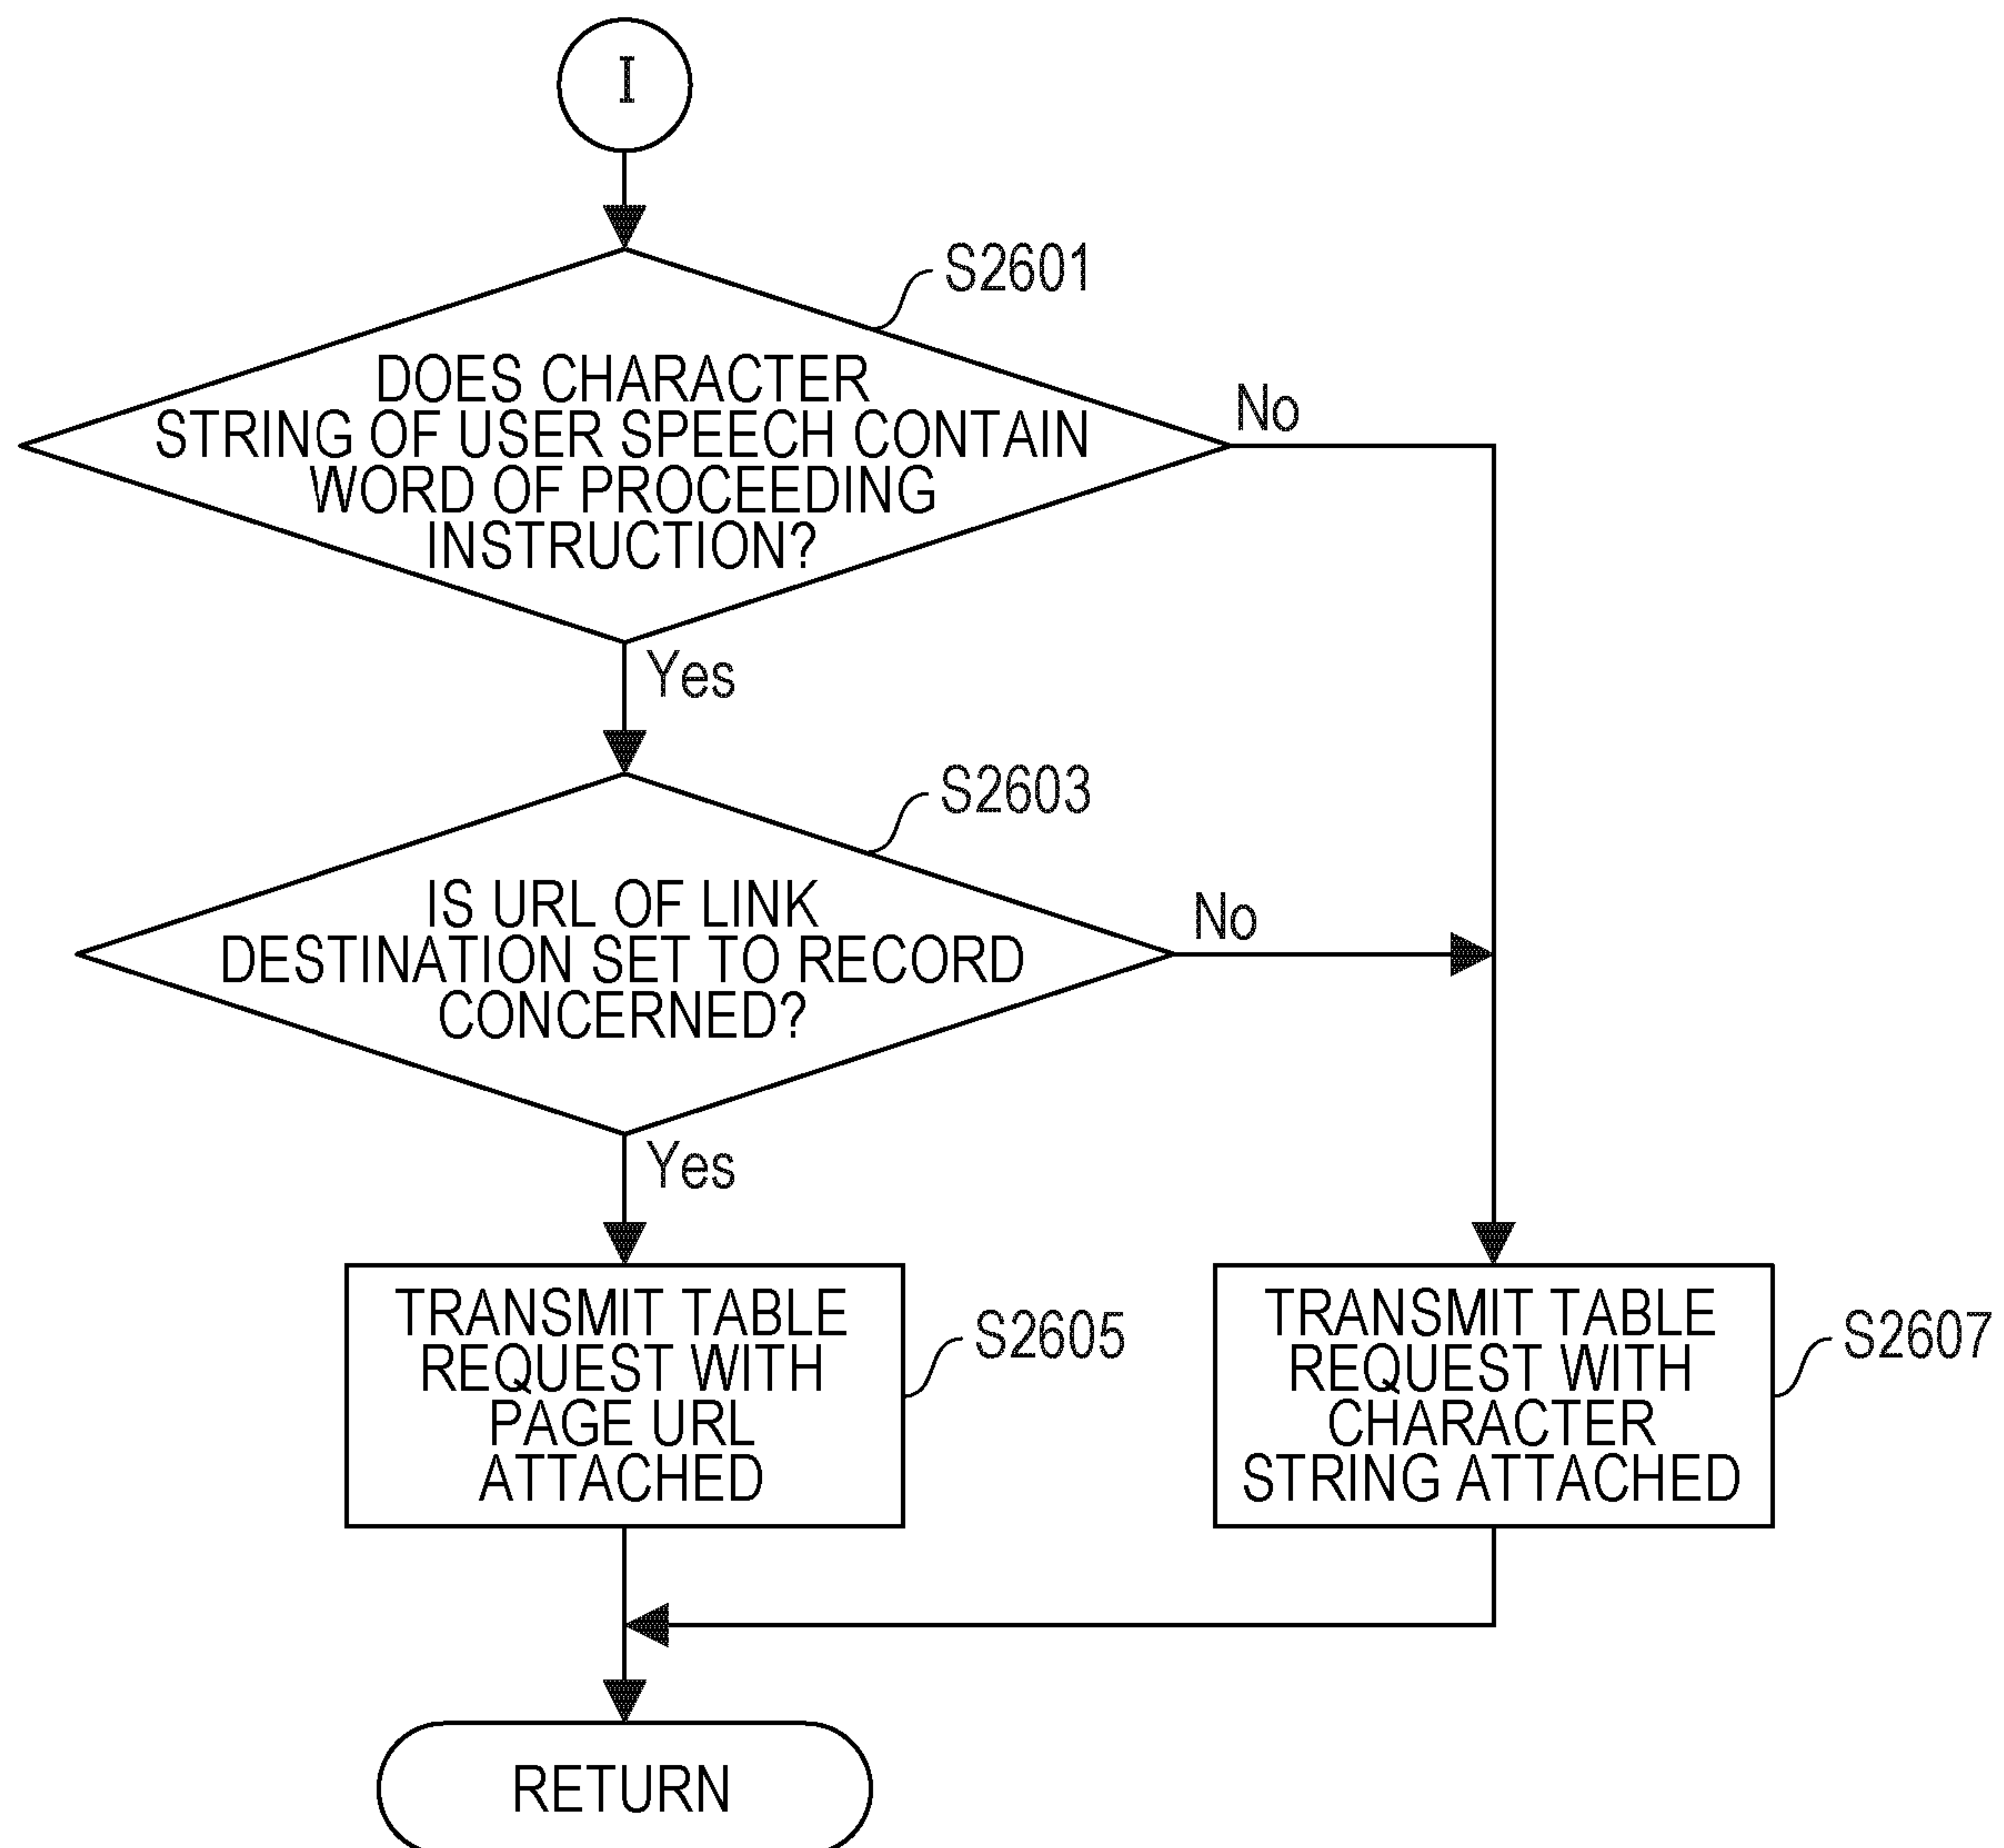 I
S2601
DOES CHARACTER
STRING OF USER SPEECH CONTAIN
WORD OF PROCEEDING
INSTRUCTION?
No
Yes
S2603
IS URL OF LINK
DESTINATION SET TO RECORD
CONCERNED?
No
Yes
TRANSMIT TABLE
REQUEST WITH
PAGE URL
ATTACHED
S2605
TRANSMIT TABLE
REQUEST WITH
CHARACTER
STRING ATTACHED
S2607
RETURN